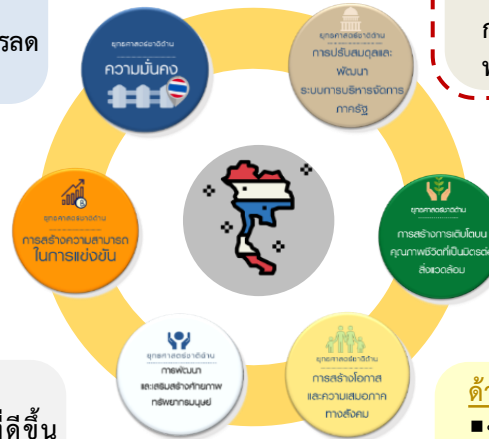 ารลด
ยุทธศาสตร์ชาติด้าน
ความมั่นคง
ยุทธศาสตร์ชาติด้าน
การปรับสมดุลและ
พัฒนา
ระบบการบริหารจัดการ
ภาครัฐ
ก
ท
ยุทธศาสตร์ชาติด้าน
การสร้างความสามารถ
ในการแข่งขัน
ยุทธศาสตร์ชาติด้าน
การสร้างการเติบโตบน
คุณภาพชีวิตที่เป็นมิตรต่อ
สิ่งแวดล้อม
ยุทธศาสตร์ชาติด้าน
การพัฒนา
และเสริมสร้างศักยภาพ
ทรัพยากรมนุษย์
ยุทธศาสตร์ชาติด้าน
การสร้างโอกาส
และความเสมอภาค
ทางสังคม
ที่ดีขึ้น
ด้า